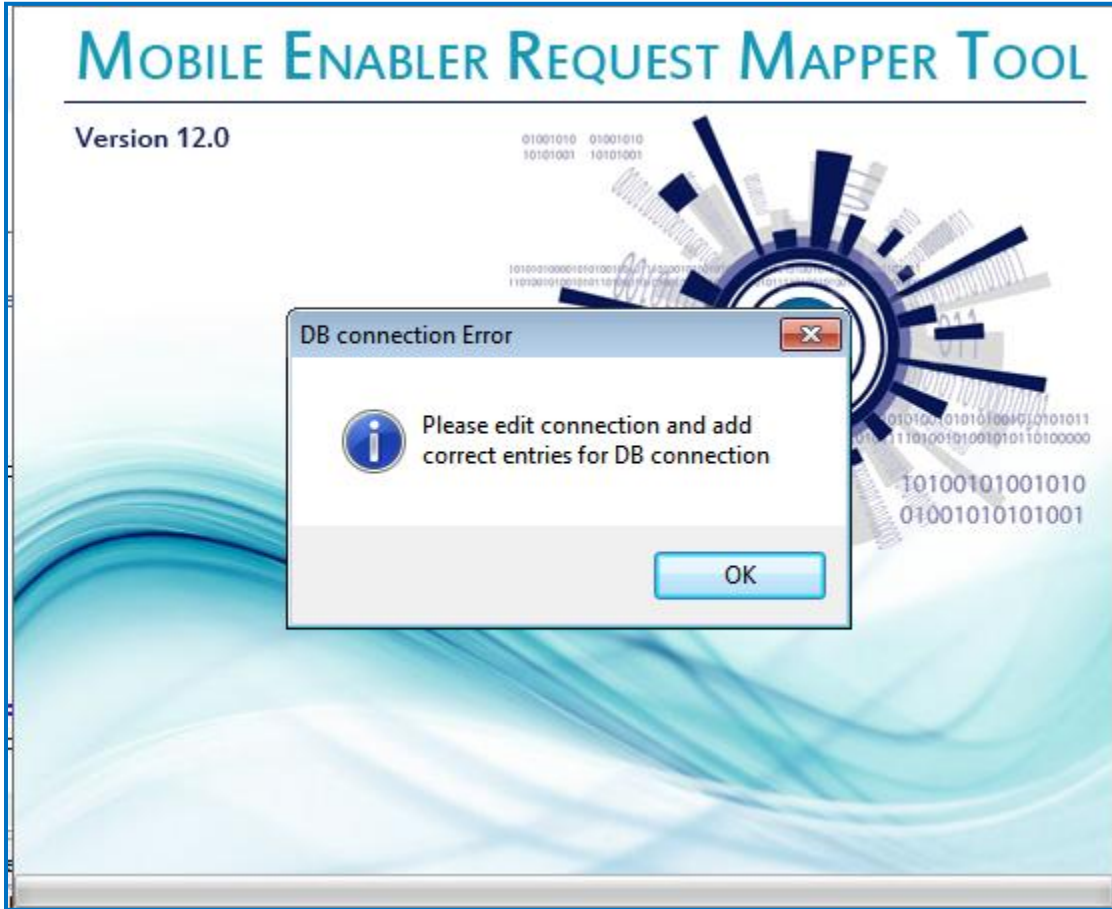 MOBILE ENABLER REQUEST MAPPER TOOL
Version 12.0
01001010 01001010
10101001 10101001
DB connection Error
Please edit connection and add
correct entries for DB connection
OK
011
10100101001010
01001010101001